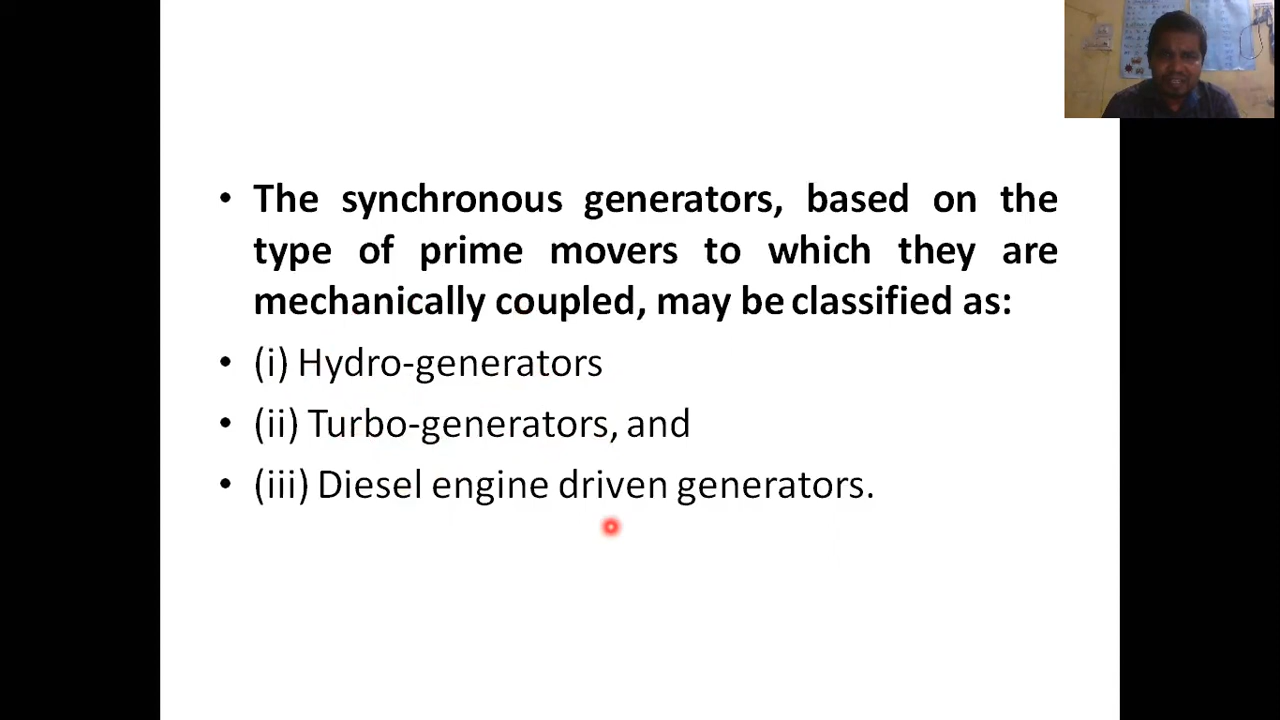 • The synchronous generators, based on the
type of prime movers to which they are
mechanically coupled, may be classified as:
• (i) Hydro-generators
• (ii) Turbo-generators, and
• (iii) Diesel engine driven generators.